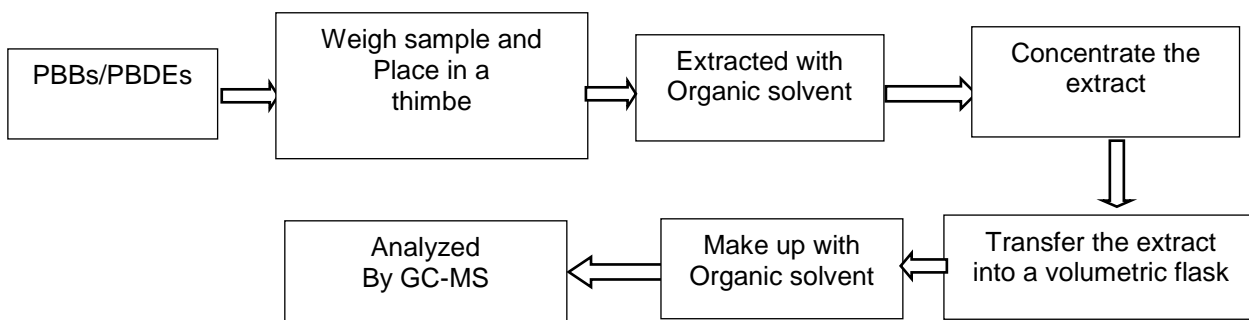 PBBs/PBDEs
Weigh sample and
Place in a
thimbe
Extracted with
Organic solvent
Concentrate the
extract
Transfer the extract
into a volumetric flask
Make up with
Organic solvent
Analyzed
By GC-MS